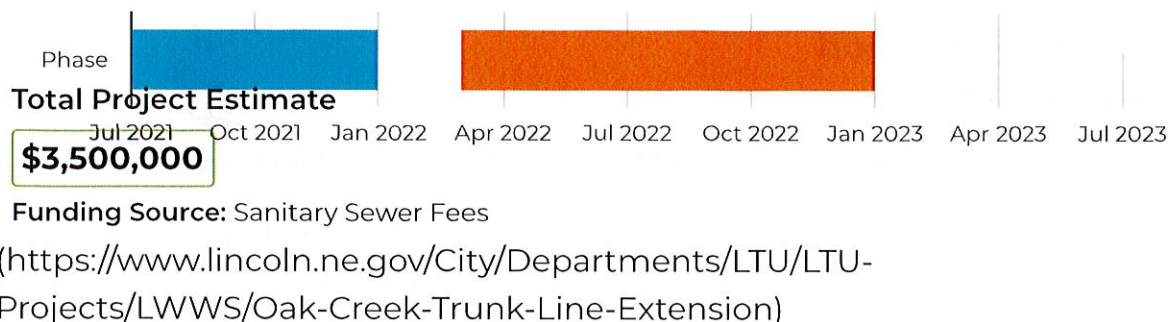 Phase
Total Project Estimate
Jul 2021 Oct 2021 Jan 2022 Apr 2022 Jul 2022 Oct 2022 Jan 2023 Apr 2023 Jul 2023
$3,500,000
Funding Source: Sanitary Sewer Fees
(https://www.lincoln.ne.gov/City/Departments/LTU/LTU-
Projects/LWWS/Oak-Creek-Trunk-Line-Extension)